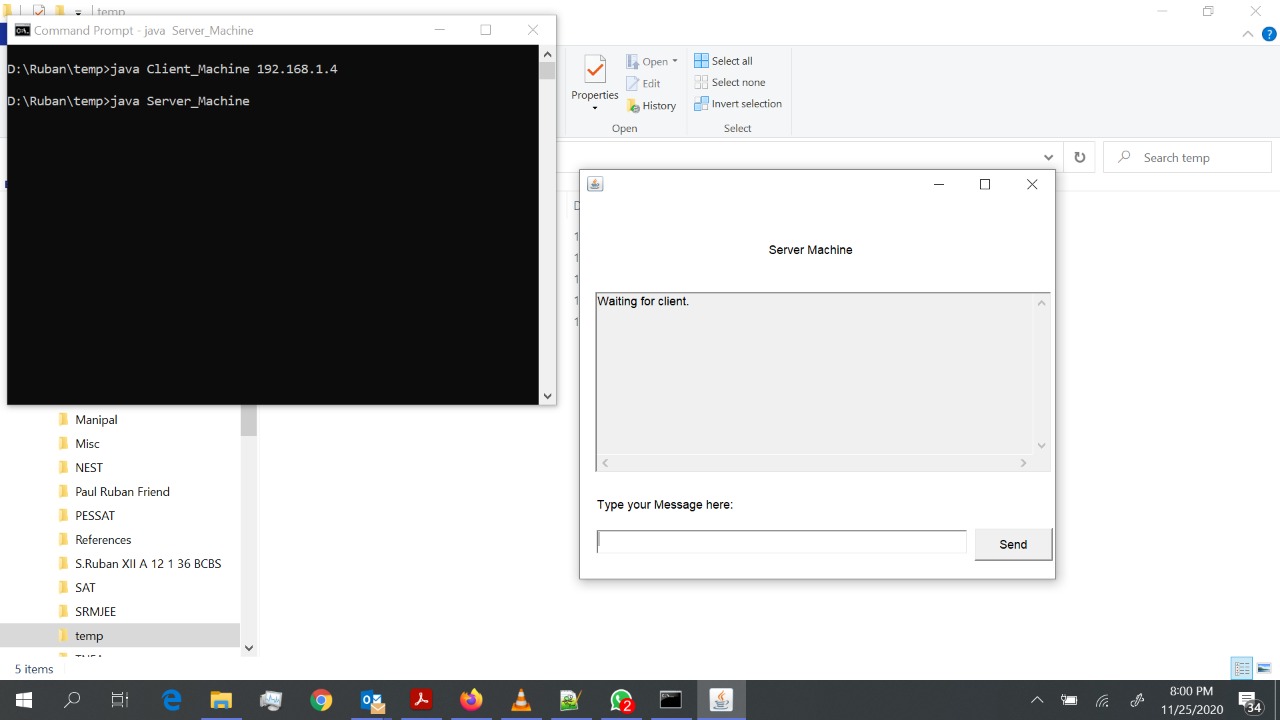 temp
Command Prompt - java  Server_Machine
D:\Ruban\temp>java Client_Machine 192.168.1.4
D:\Ruban\temp>java Server_Machine
Properties
Open
Edit
History
Open
Select all
Select none
Invert selection
Select
Search temp
Server Machine
Waiting for client.
Type your Message here:
Send
Manipal
Misc
NEST
Paul Ruban Friend
PESSAT
References
S.Ruban XII A 12 1 36 BCBS
SAT
SRMJEE
temp
5 items
2
8:00 PM
11/25/2020
34